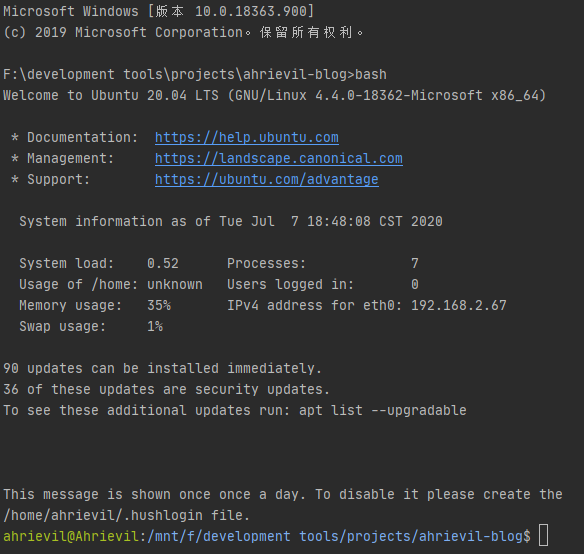 Microsoft Windows [版本 10.0.18363.900]
(c) 2019 Microsoft Corporation。保留所有权利。
F:\development tools\projects\ahrievil-blog>bash
Welcome to Ubuntu 20.04 LTS (GNU/Linux 4.4.0-18362-Microsoft x86_64)
* Documentation:  https://help.ubuntu.com
* Management:     https://landscape.canonical.com
* Support:        https://ubuntu.com/advantage
System information as of Tue Jul  7 18:48:08 CST 2020
System load:    0.52      Processes:             7
Usage of /home: unknown   Users logged in:       0
Memory usage:   35%       IPv4 address for eth0: 192.168.2.67
Swap usage:     1%
90 updates can be installed immediately.
36 of these updates are security updates.
To see these additional updates run: apt list --upgradable
This message is shown once once a day. To disable it please create the
/home/ahrievil/.hushlogin file.
ahrievil@Ahrievil:/mnt/f/development tools/projects/ahrievil-blog$